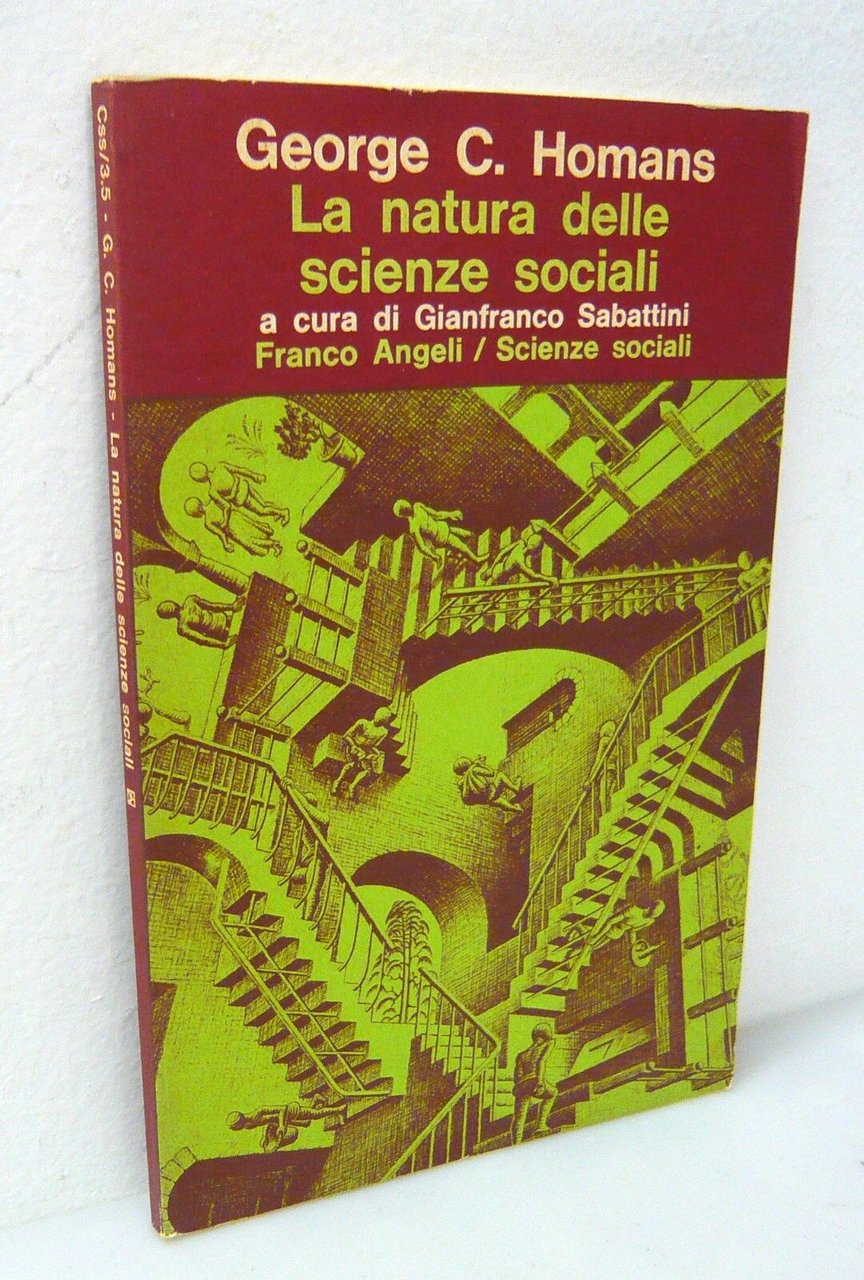 George C. Homans
La natura delle
scienze sociali
a cura di Gianfranco Sabattini
Franco Angeli / Scienze sociali
Css/3.5 - G. C. Homans - La natura delle scienze sociali